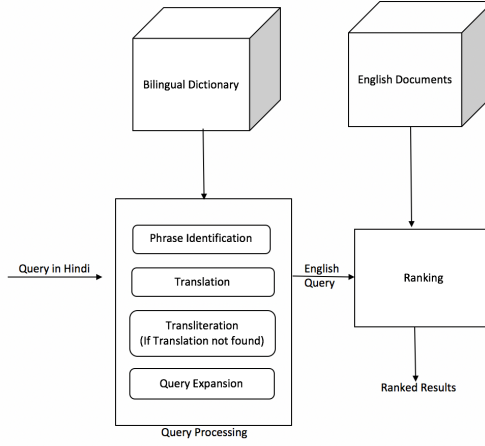 Bilingual Dictionary
English Documents
Query in Hindi
Phrase Identification
Translation
Transliteration
(If Translation not found)
Query Expansion
Query Processing
English
Query
Ranking
Ranked Results